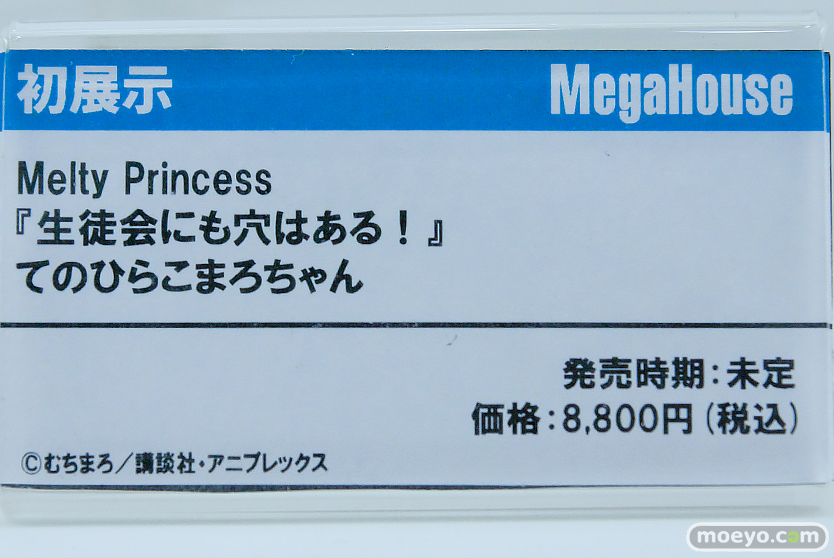 初展示 MegaHouse
Melty Princess
『生徒会にも穴はある！』
てのひらこまろちゃん
発売時期：未定
価格：8,800円（税込）
©むちまろ／講談社・アニプレックス
moeyo.com